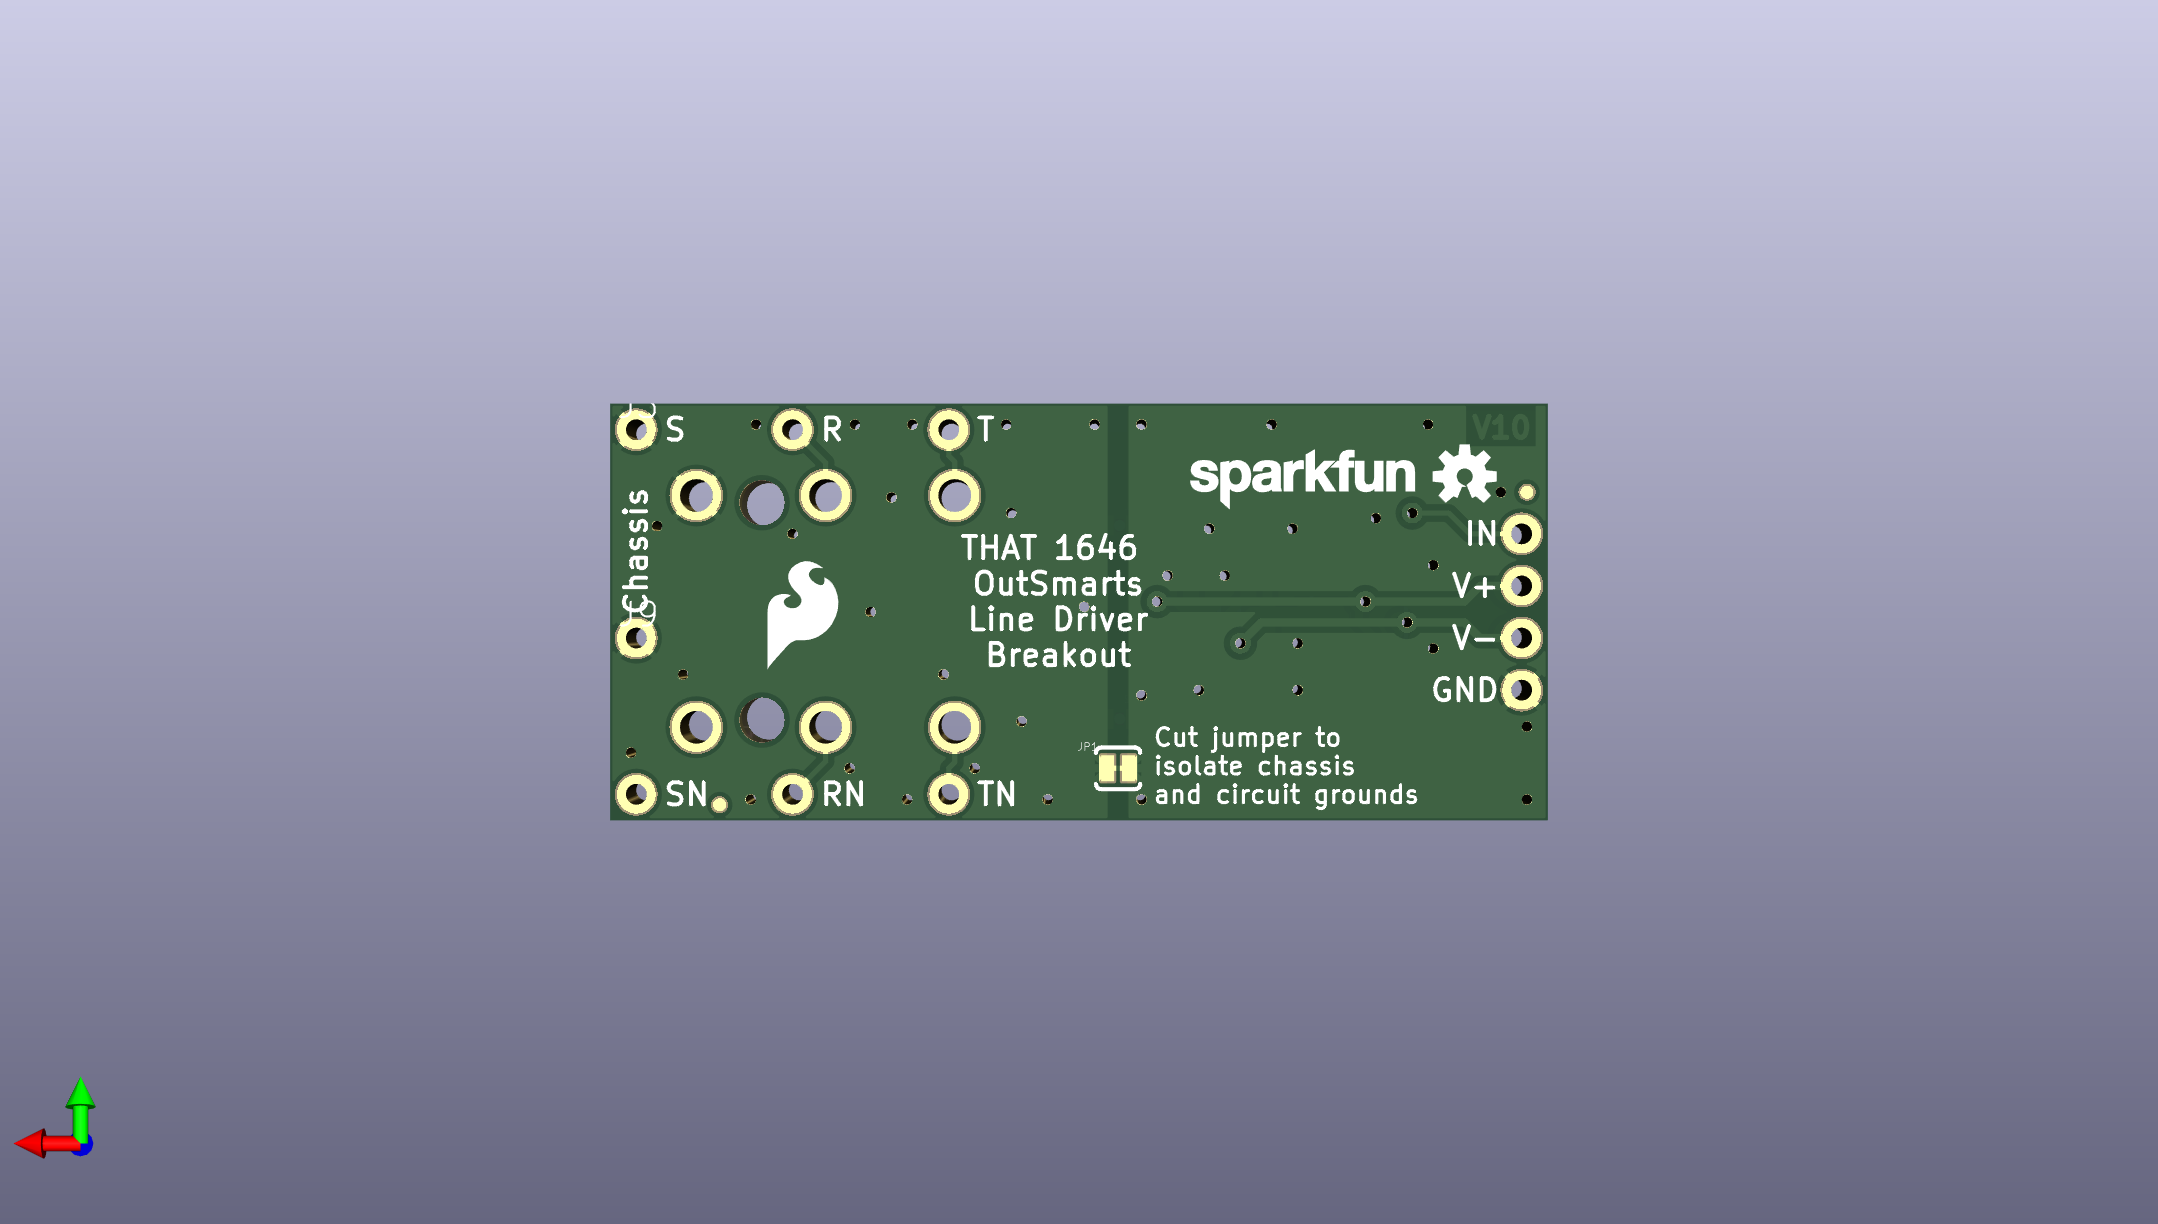 S
R
T
V10
sparkfun
Chassis
IN
THAT 1646
OutSmarts
Line Driver
Breakout
V+
V-
GND
JP1
Cut jumper to
isolate chassis
and circuit grounds
SN
RN
TN